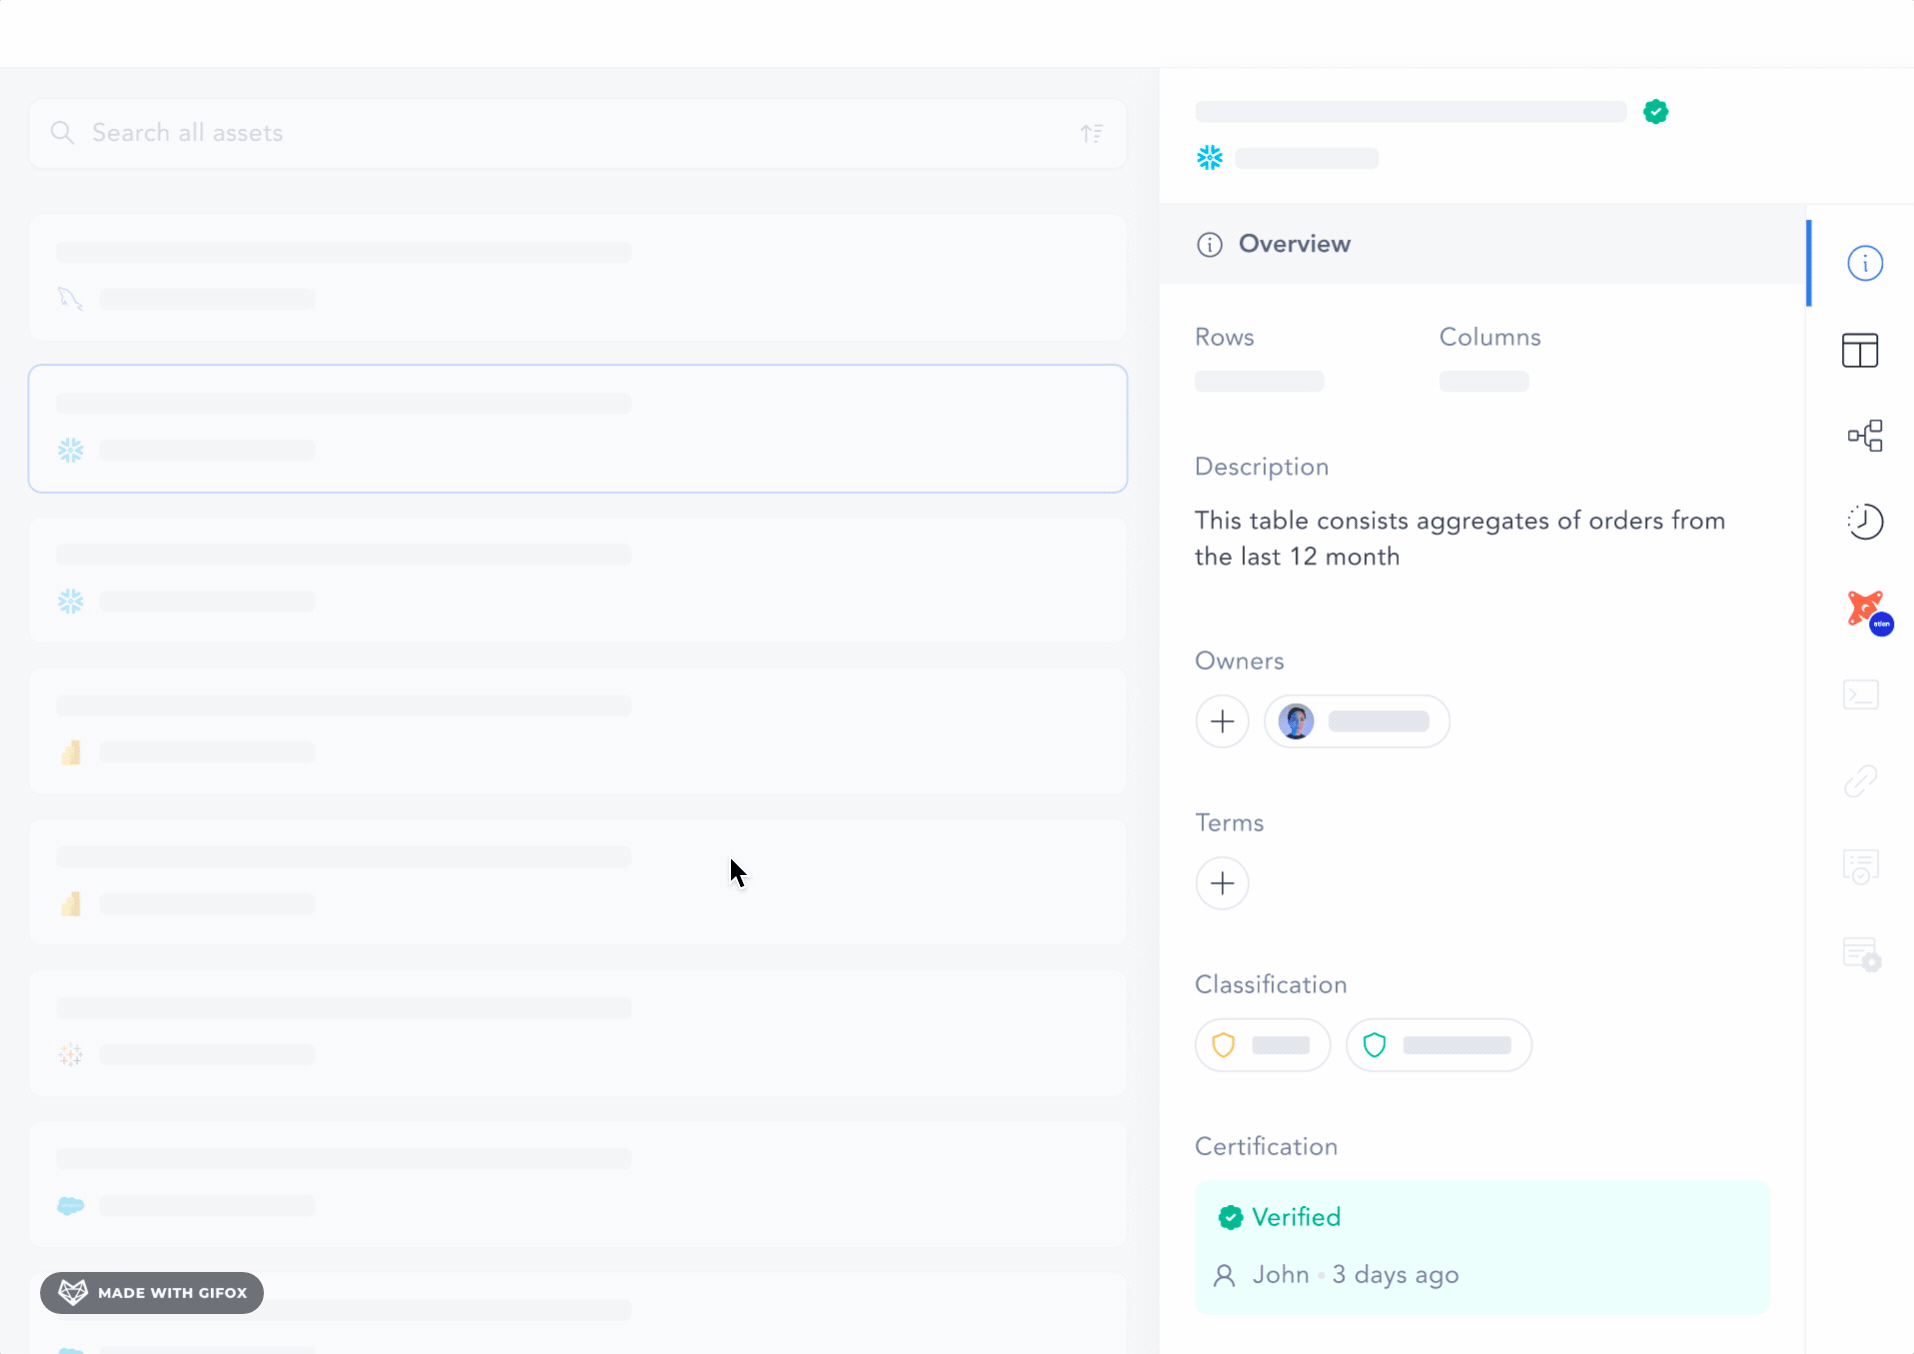 Search all assets
Overview
Rows
Columns
Description
This table consists aggregates of orders from
the last 12 month
Owners
Terms
Classification
Certification
Verified
John • 3 days ago
atlan
MADE WITH GIFOX